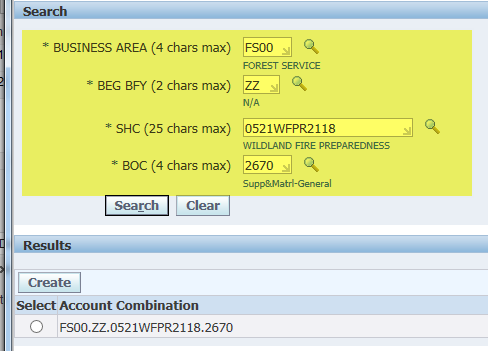 Search
* BUSINESS AREA (4 chars max) FS00
FOREST SERVICE
* BEG BFY (2 chars max) ZZ
N/A
* SHC (25 chars max) 0521WFPR2118
WILDLAND FIRE PREPAREDNESS
* BOC (4 chars max) 2670
Supp&Matrl-General
Search Clear
Results
Create
Select Account Combination
FS00.ZZ.0521WFPR2118.2670